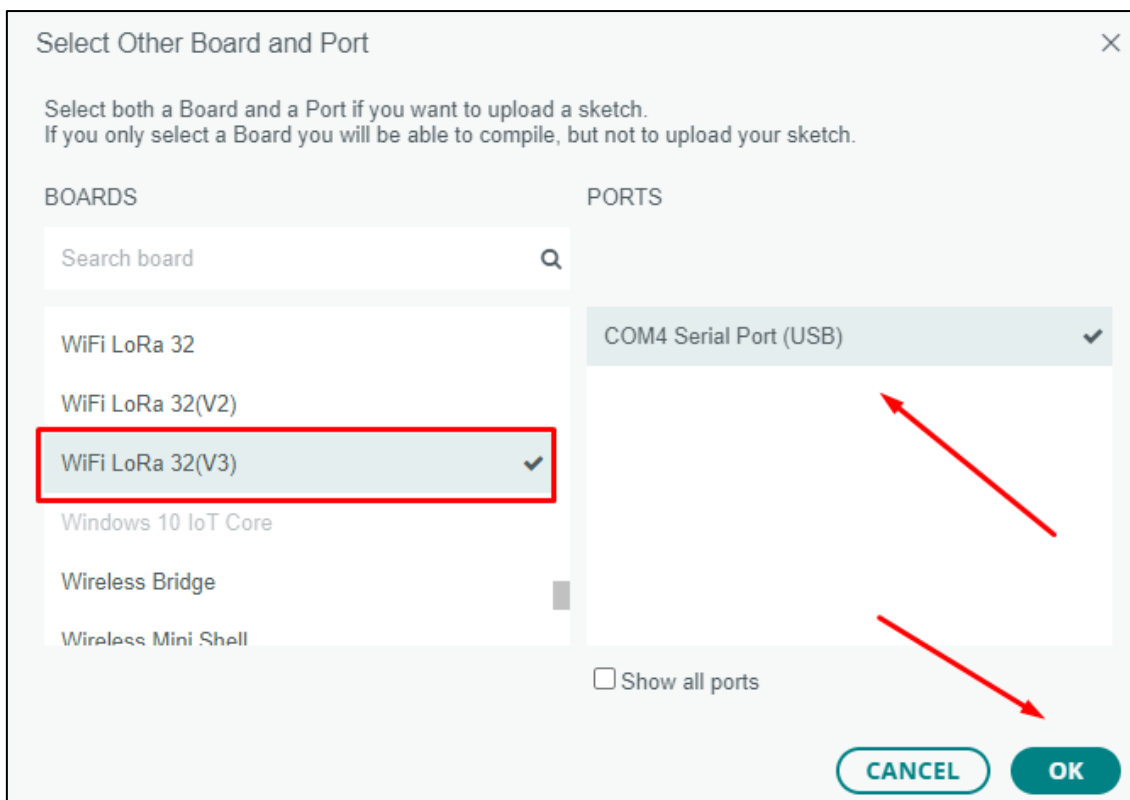 Select Other Board and Port
Select both a Board and a Port if you want to upload a sketch.
If you only select a Board you will be able to compile, but not to upload your sketch.
BOARDS
PORTS
Search board
WiFi LoRa 32
COM4 Serial Port (USB)
WiFi LoRa 32(V2)
WiFi LoRa 32(V3)
Windows 10 IoT Core
Wireless Bridge
Wireless Mini Shell
Show all ports
CANCEL
OK